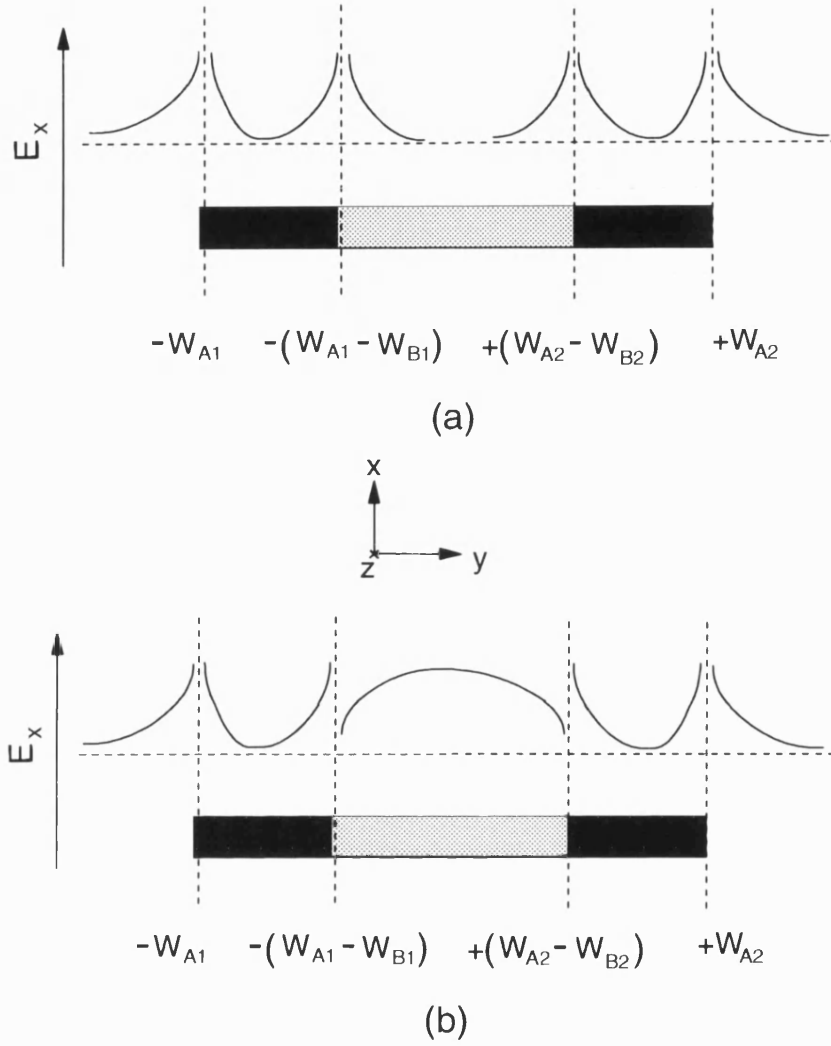 E_x
-W_A1 -(W_A1 - W_B1) +(W_A2 - W_B2) +W_A2
(a)
x
z y
E_x
-W_A1 -(W_A1 - W_B1) +(W_A2 - W_B2) +W_A2
(b)